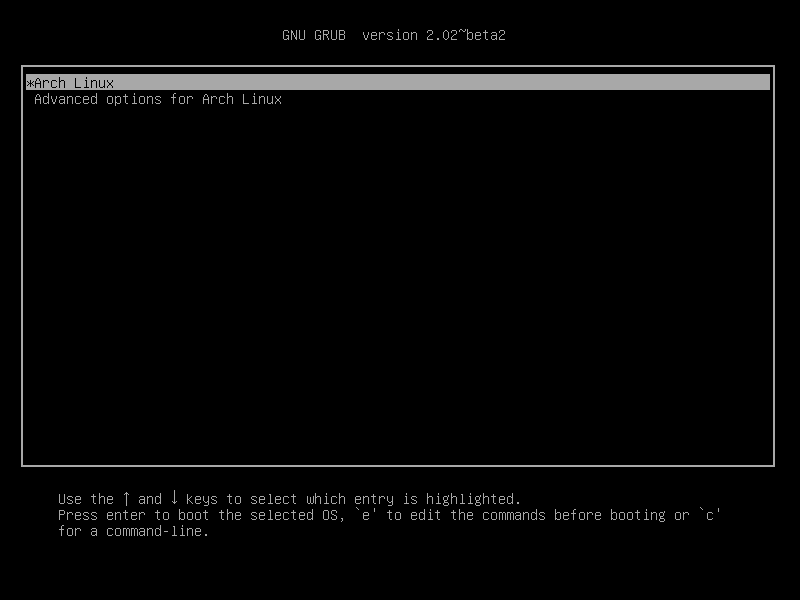 GNU GRUB  version 2.02~beta2
*Arch Linux
Advanced options for Arch Linux
Use the ↑ and ↓ keys to select which entry is highlighted.
Press enter to boot the selected OS, `e' to edit the commands before booting or `c'
for a command-line.